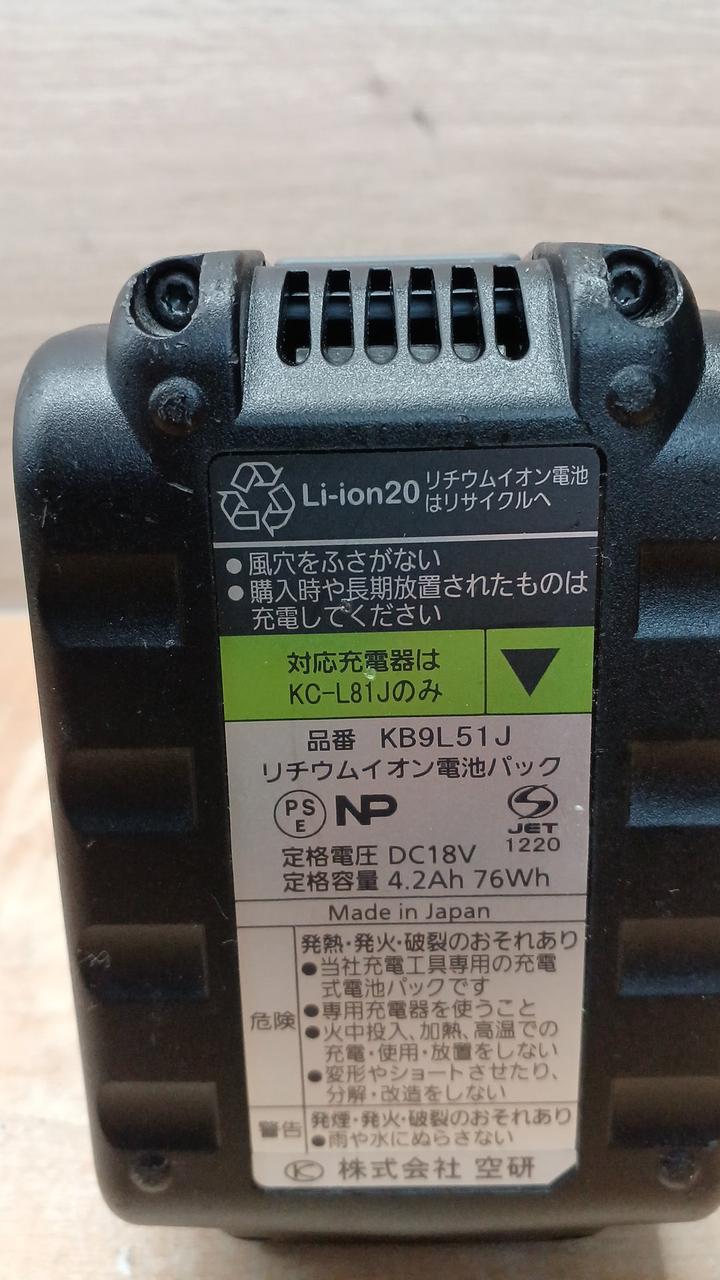 Li-ion20 リチウムイオン電池
はリサイクルへ
●風穴をふさがない
●購入時や長期放置されたものは
充電してください
対応充電器は
KC-L81Jのみ
▼
品番 KB9L51J
リチウムイオン電池パック
PS
E
NP
JET
1220
定格電圧 DC18V
定格容量 4.2Ah 76Wh
Made in Japan
危険
発熱・発火・破裂のおそれあり
●当社充電工具専用の充電
式電池パックです
●専用充電器を使うこと
●火中投入、加熱、高温での
充電・使用・放置をしない
●変形やショートさせたり、
分解・改造をしない
警告
発煙・発火・破裂のおそれあり
●雨や水にぬらさない
K 株式会社 空研